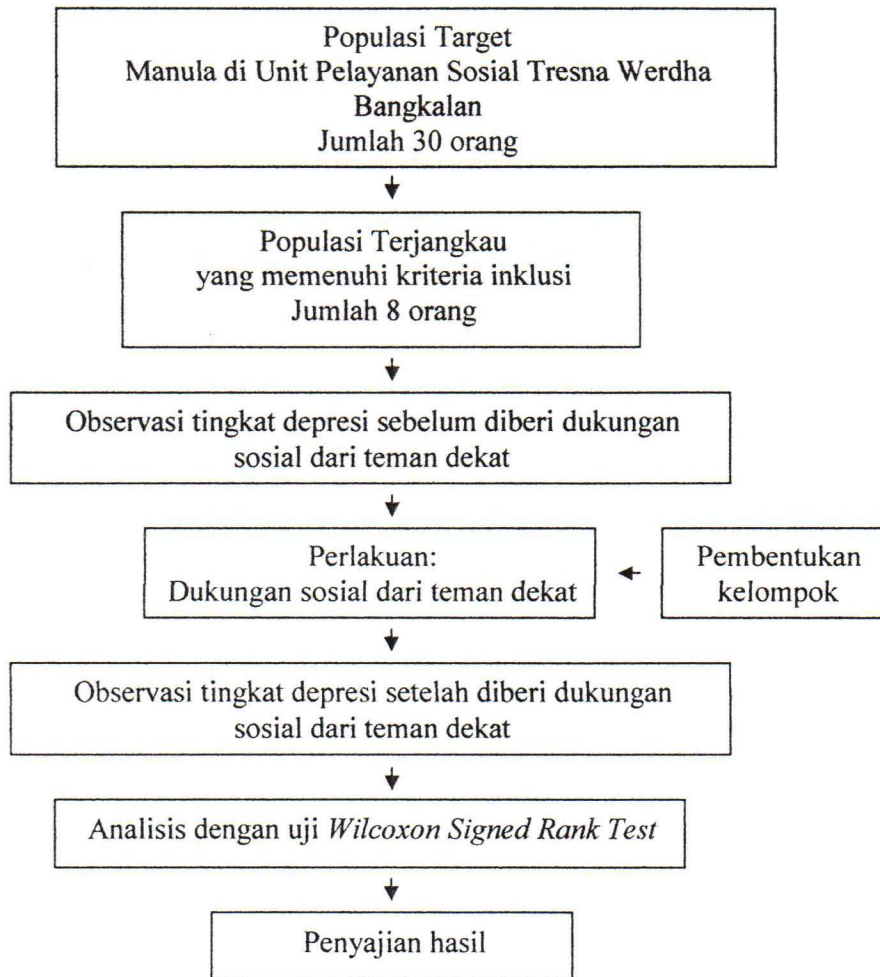 Populasi Target
Manula di Unit Pelayanan Sosial Tresna Werdha
Bangkalan
Jumlah 30 orang
Populasi Terjangkau
yang memenuhi kriteria inklusi
Jumlah 8 orang
Observasi tingkat depresi sebelum diberi dukungan
sosial dari teman dekat
Perlakuan:
Dukungan sosial dari teman dekat
Pembentukan
kelompok
Observasi tingkat depresi setelah diberi dukungan
sosial dari teman dekat
Analisis dengan uji Wilcoxon Signed Rank Test
Penyajian hasil